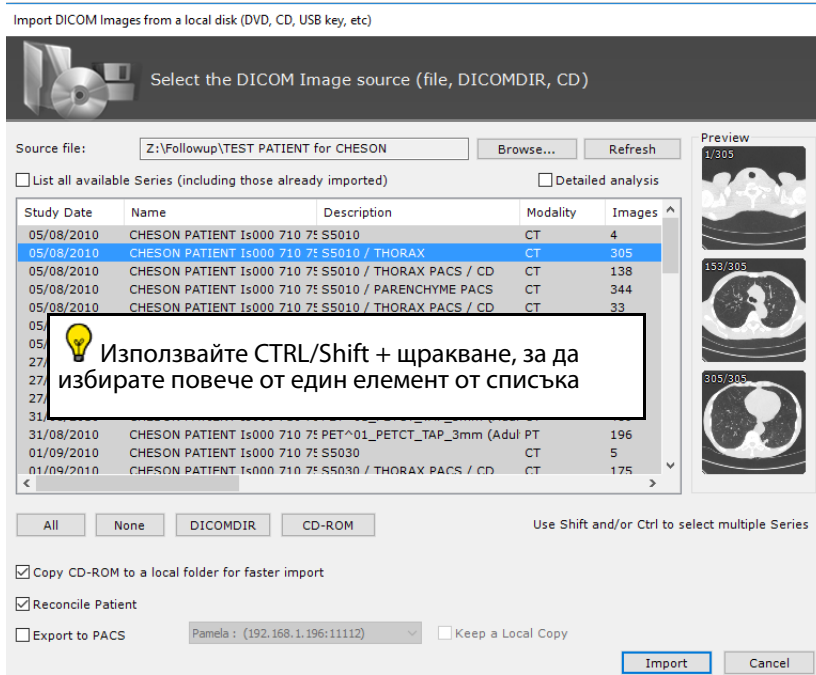 Import DICOM Images from a local disk (DVD, CD, USB key, etc)
Select the DICOM Image source (file, DICOMDIR, CD)
Source file: Z:\Followup\TEST PATIENT for CHESON Browse... Refresh
List all available Series (including those already imported) Detailed analysis
Preview
1/305
153/305
305/305
Study Date Name Description Modality Images
05/08/2010 CHESON PATIENT Is000 710 75 S5010 CT 4
05/08/2010 CHESON PATIENT Is000 710 75 S5010 / THORAX CT 305
05/08/2010 CHESON PATIENT Is000 710 75 S5010 / THORAX PACS / CD CT 138
05/08/2010 CHESON PATIENT Is000 710 75 S5010 / PARENCHYME PACS CT 344
05/08/2010 CHESON PATIENT Is000 710 75 S5010 / THORAX PACS / CD CT 33
05/
05/
27/
27/
27/
31/
Използвайте CTRL/Shift + щракване, за да
избирате повече от един елемент от списъка
31/08/2010 CHESON PATIENT Is000 710 75 PET^01_PETCT_TAP_3mm (Adul PT 196
01/09/2010 CHESON PATIENT Is000 710 75 S5030 CT 5
01/09/2010 CHESON PATIENT Is000 710 75 S5030 / THORAX PACS / CD CT 175
All None DICOMDIR CD-ROM Use Shift and/or Ctrl to select multiple Series
Copy CD-ROM to a local folder for faster import
Reconcile Patient
Export to PACS Pamela : (192.168.1.196:11112) Keep a Local Copy
Import Cancel